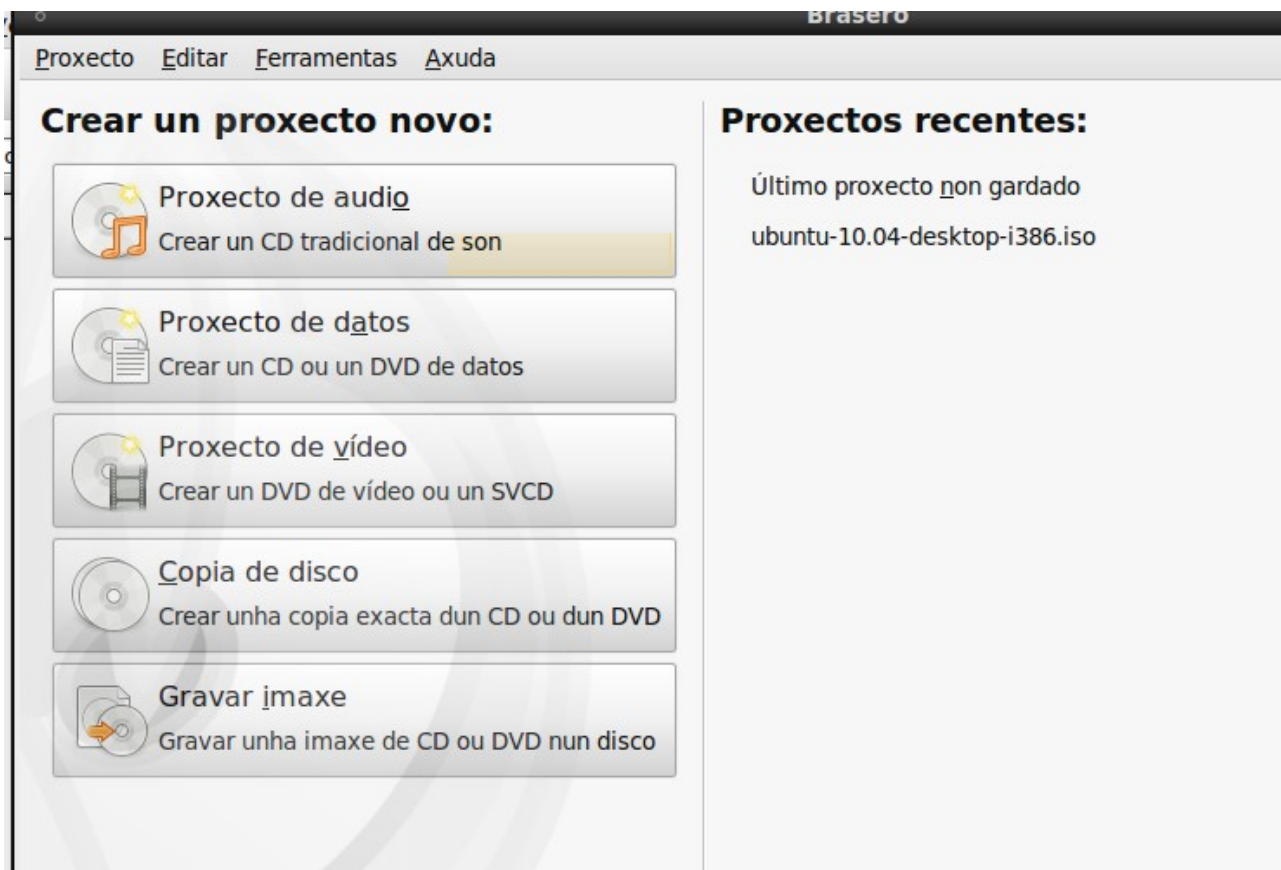 Brasero
Proxecto Editar Ferramentas Axuda
Crear un proxecto novo:
Proxecto de audio
Crear un CD tradicional de son
Proxecto de datos
Crear un CD ou un DVD de datos
Proxecto de vídeo
Crear un DVD de vídeo ou un SVCD
Copia de disco
Crear unha copia exacta dun CD ou dun DVD
Gravar imaxe
Gravar unha imaxe de CD ou DVD nun disco
Proxectos recentes:
Último proxecto non gardado
ubuntu-10.04-desktop-i386.iso